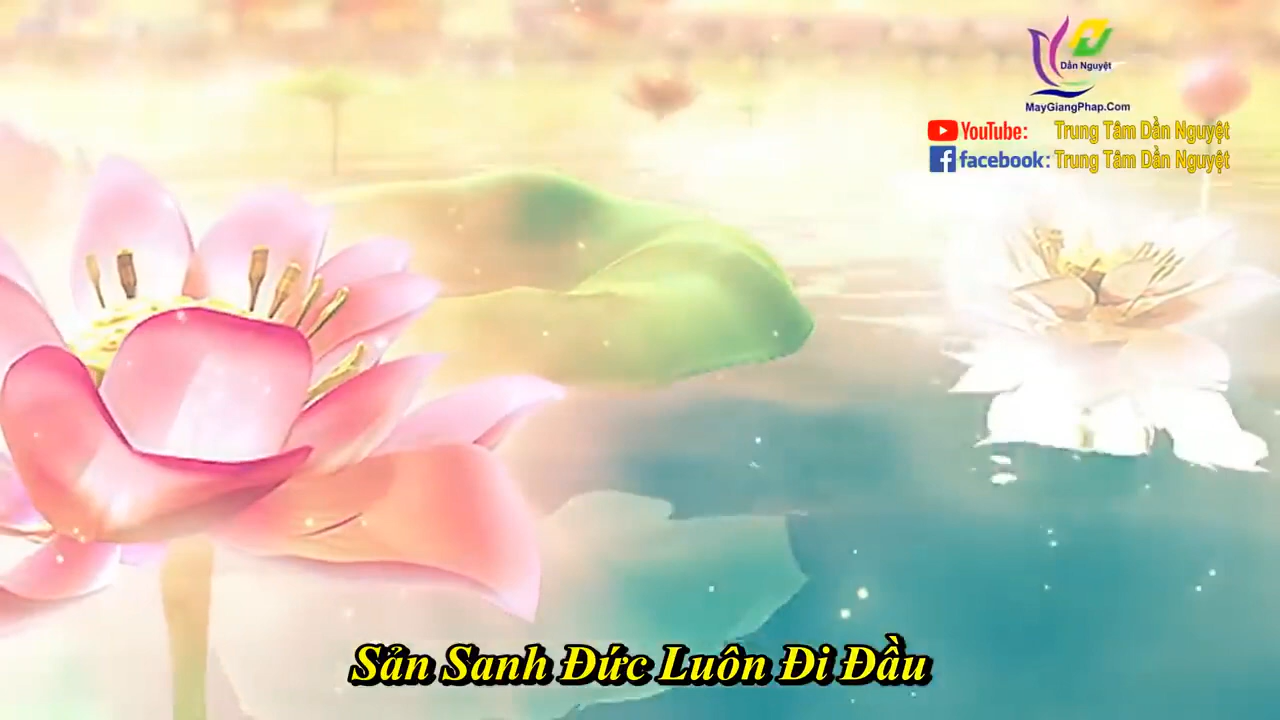 Dần Nguyệt
MayGiangPhap.Com
YouTube: Trung Tâm Dần Nguyệt
facebook: Trung Tâm Dần Nguyệt
Sản Sanh Đức Luôn Đi Đầu